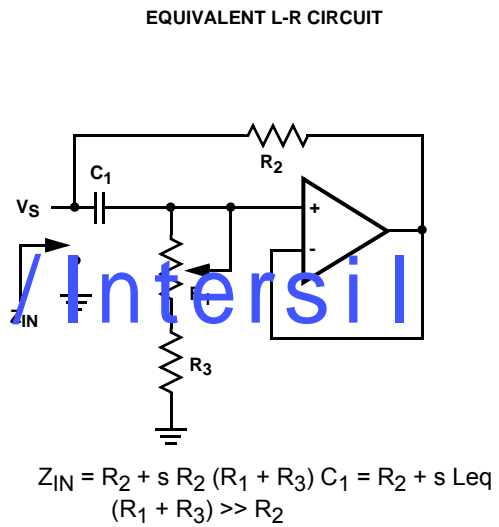 EQUIVALENT L-R CIRCUIT
R2
C1
VS
+
-
R1
ZIN
/ Intersil
R3
ZIN = R2 + s R2 (R1 + R3) C1 = R2 + s Leq
(R1 + R3) >> R2